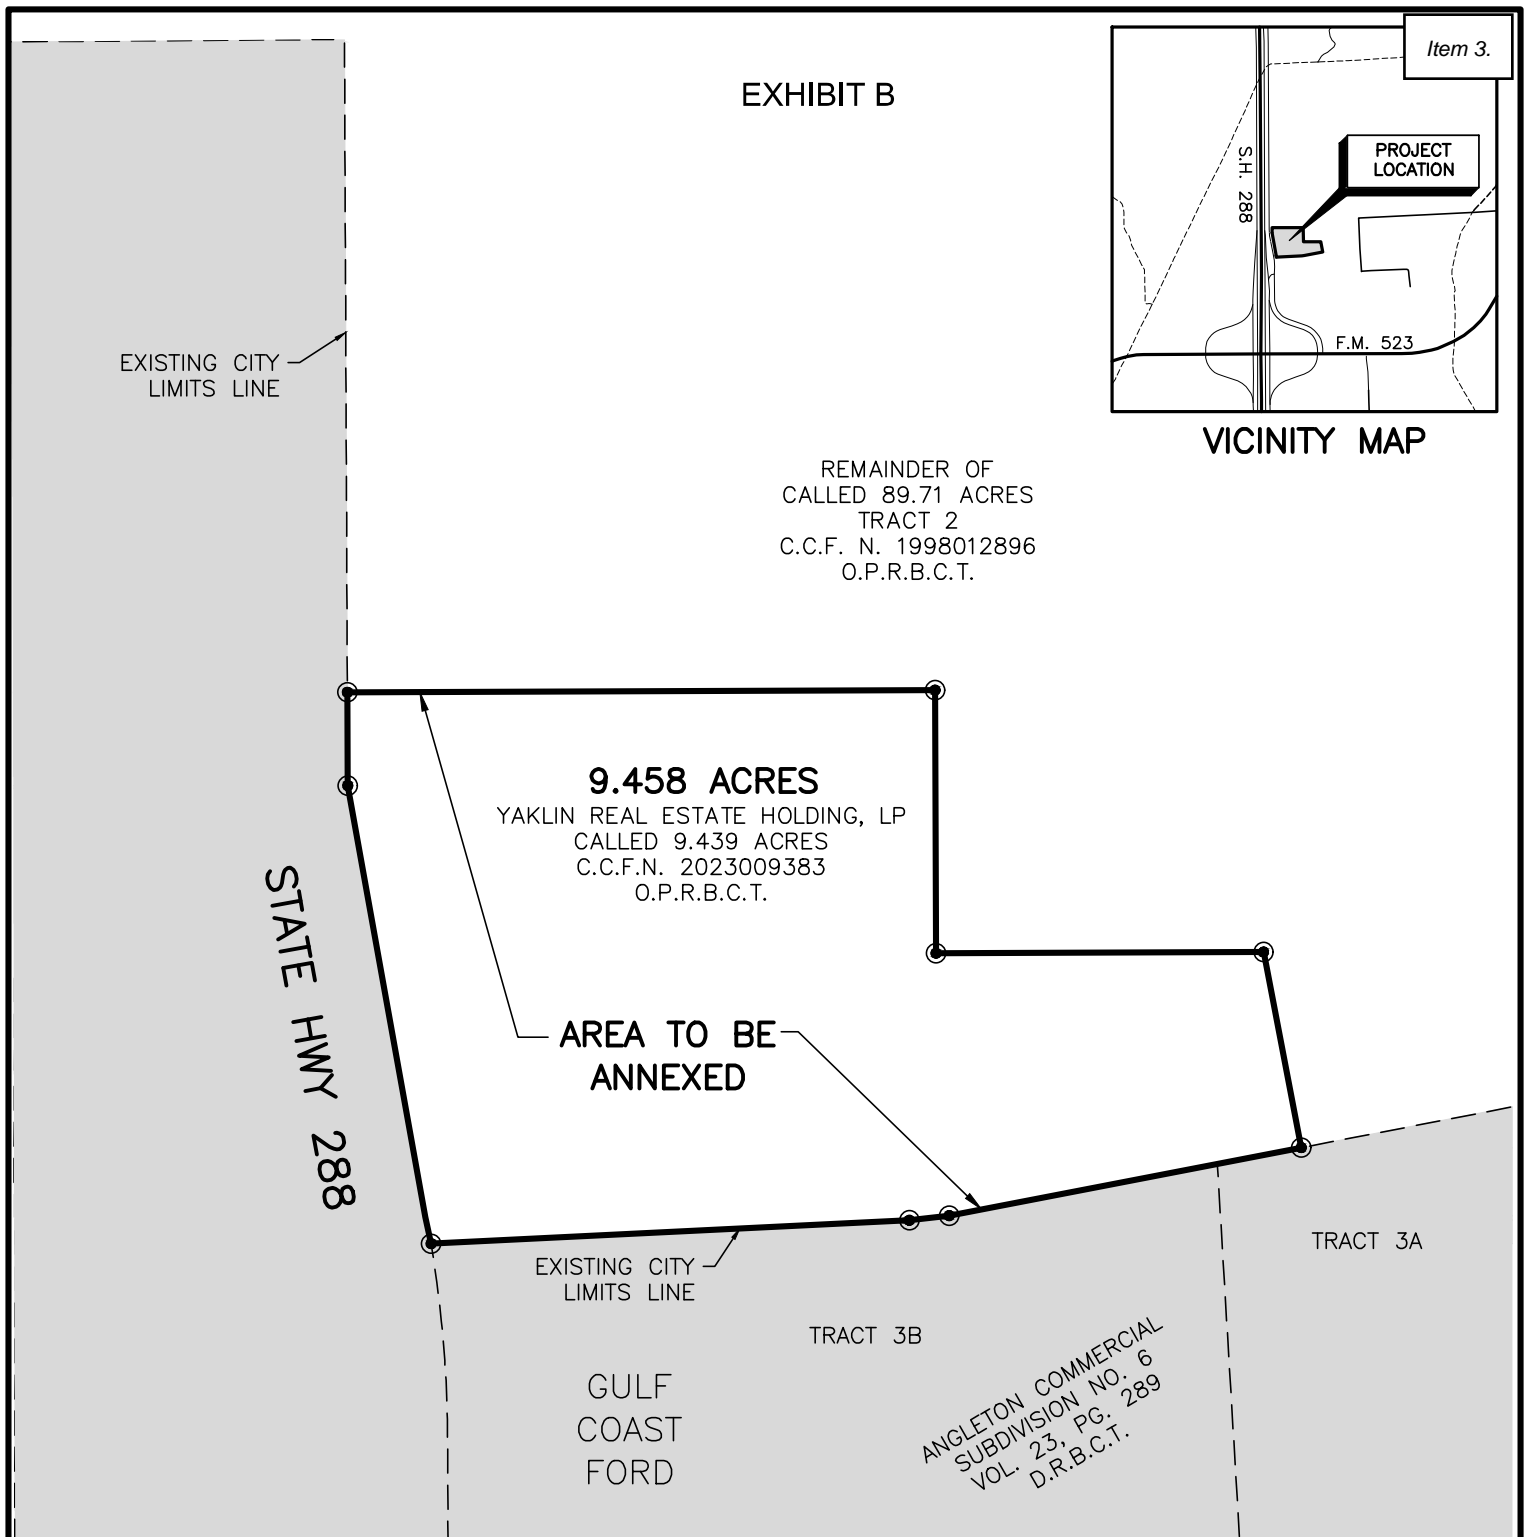 Item 3.
EXHIBIT B
S.H. 288
PROJECT
LOCATION
F.M. 523
VICINITY MAP
EXISTING CITY
LIMITS LINE
REMAINDER OF
CALLED 89.71 ACRES
TRACT 2
C.C.F. N. 1998012896
O.P.R.B.C.T.
9.458 ACRES
YAKLIN REAL ESTATE HOLDING, LP
CALLED 9.439 ACRES
C.C.F.N. 2023009383
O.P.R.B.C.T.
STATE HWY 288
AREA TO BE
ANNEXED
EXISTING CITY
LIMITS LINE
TRACT 3A
TRACT 3B
GULF
COAST
FORD
ANGLETON COMMERCIAL
SUBDIVISION NO. 6
VOL. 23, PG. 289
D.R.B.C.T.